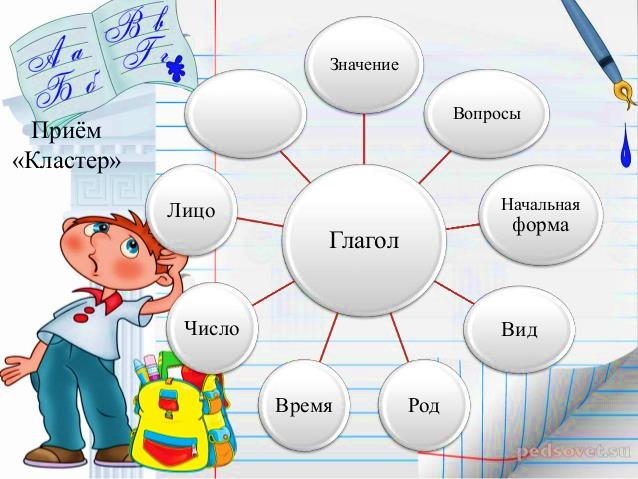 А а
Б б
В в
Г г
Приём
«Кластер»
Значение
Вопросы
Начальная
форма
Вид
Род
Время
Число
Лицо
Глагол
pedsovet.su